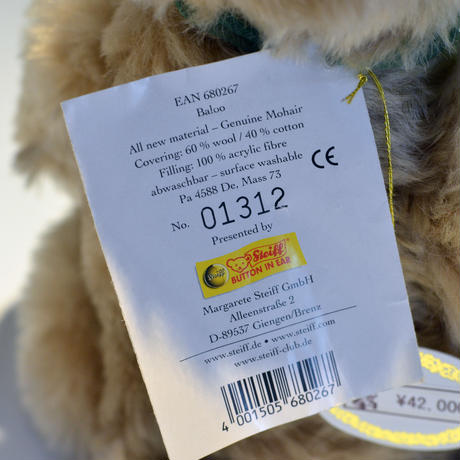 EAN 680267
Baloo
All new material – Genuine Mohair
Covering: 60 % wool / 40 % cotton
Filling: 100 % acrylic fibre
abwaschbar – surface washable
Pa 4588 De, Mass 73
CE
No. 01312
Presented by
Steiff
BUTTON IN EAR
Margarete Steiff GmbH
Alleenstraße 2
D-89537 Giengen/Brenz
www.steiff.de • www.steiff.com
www.steiff-club.de
4 001505 680267
¥42,000